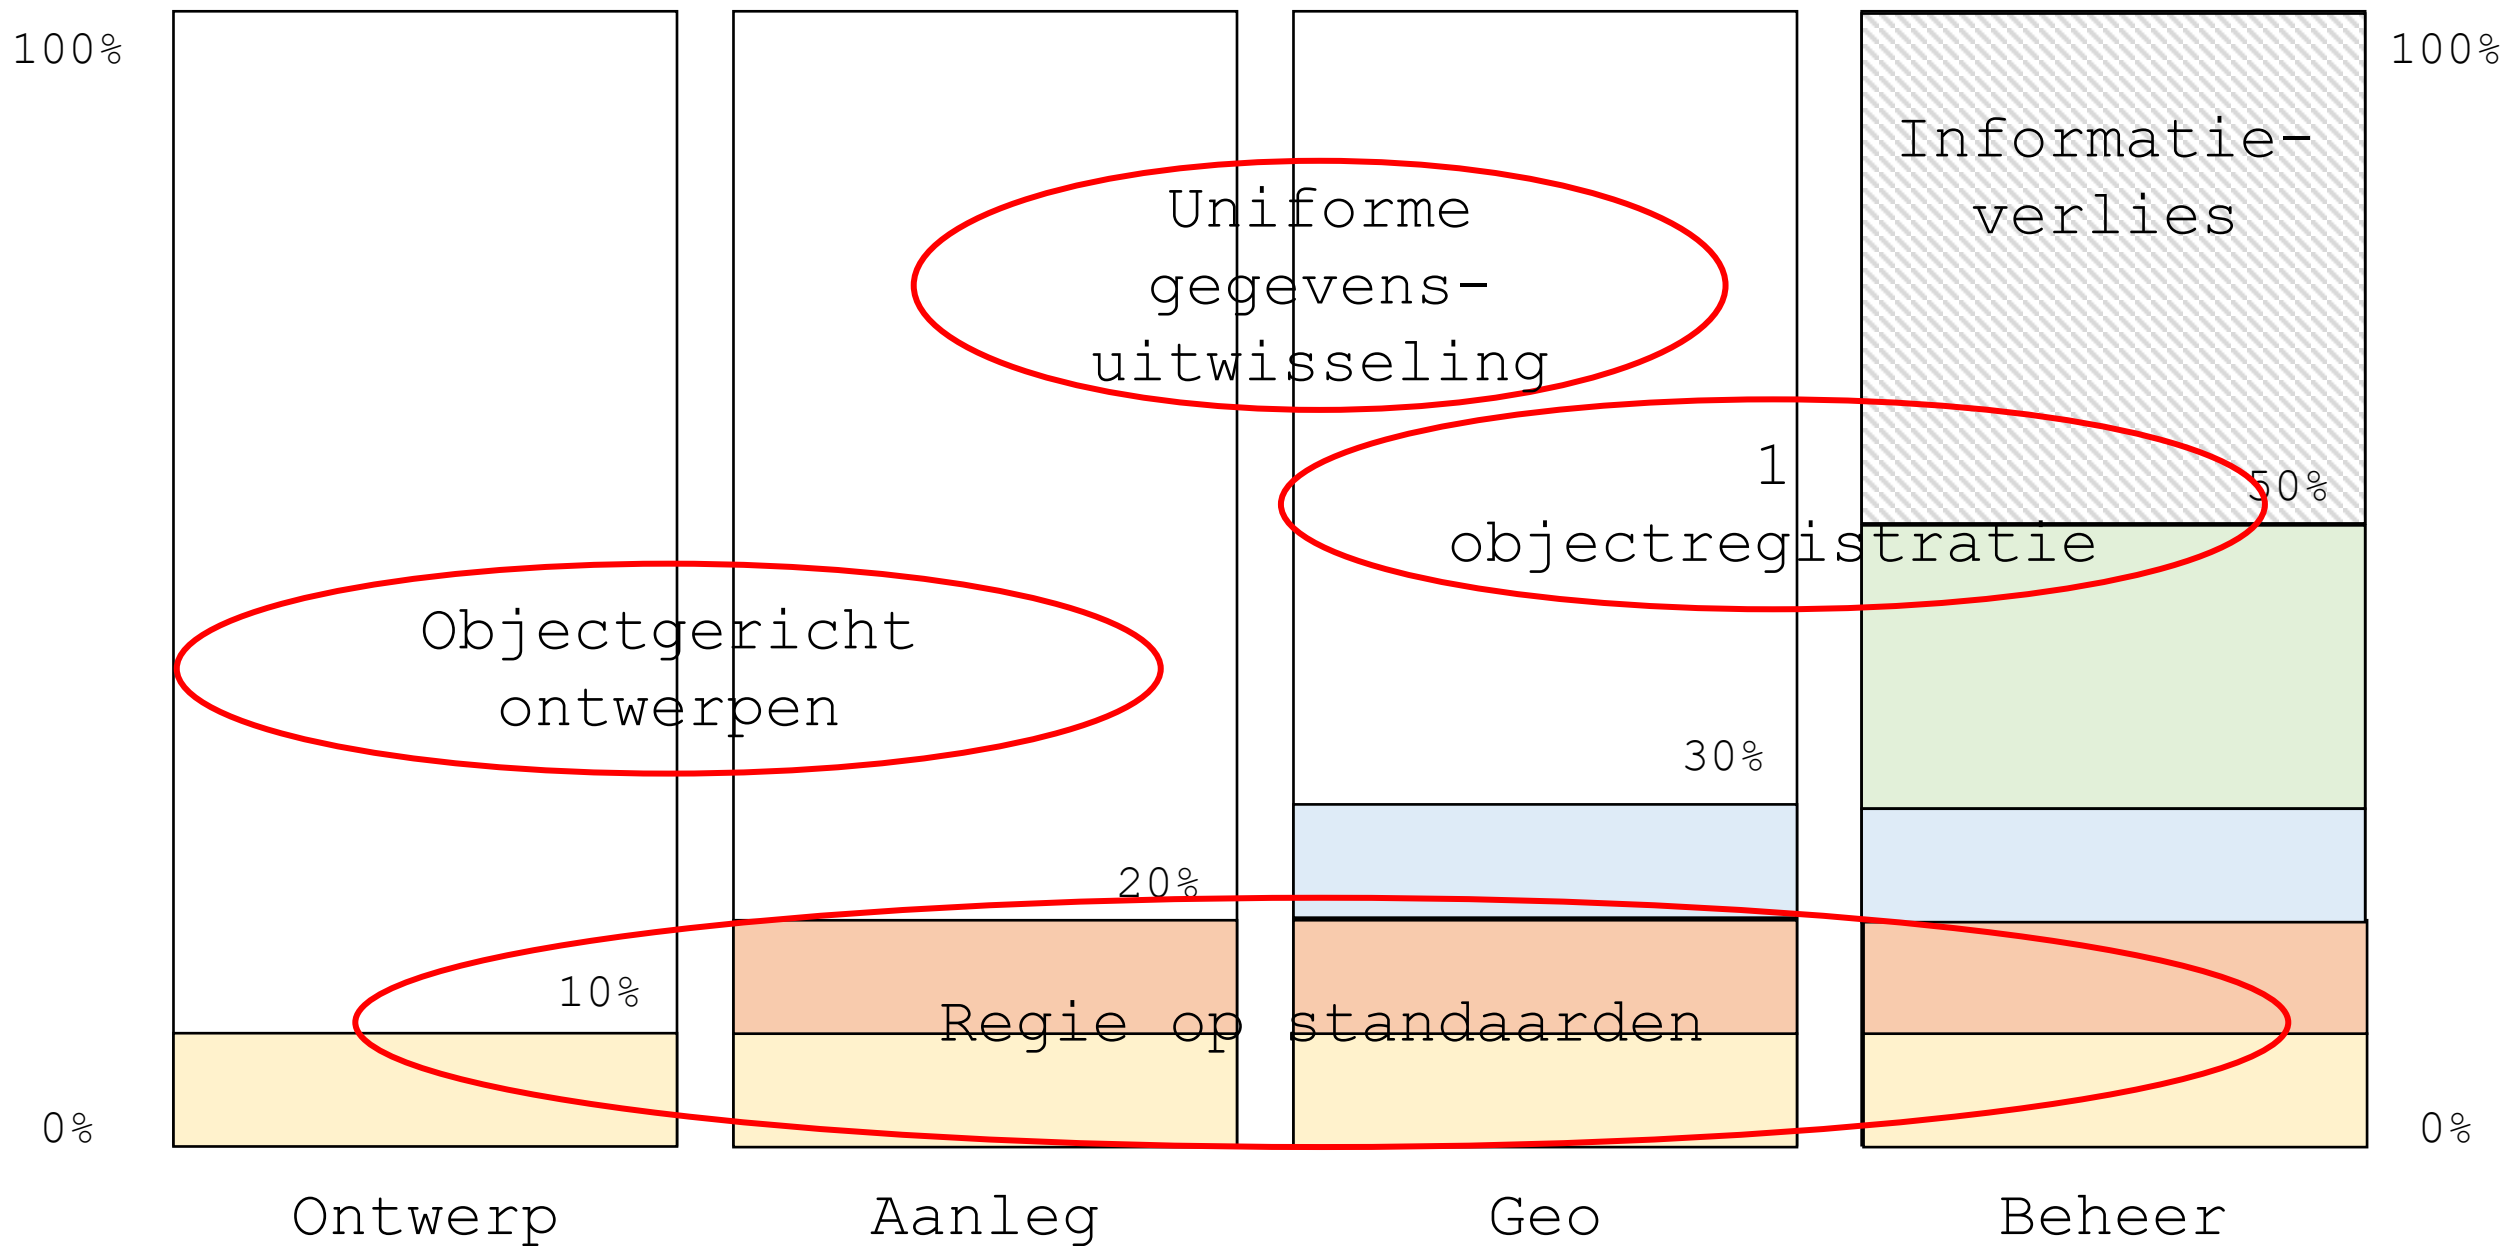 100%
100%
Informatie-
verlies
Uniforme
gegevens-
uitwisseling
1
50%
objectregistratie
Objectgericht
ontwerpen
30%
20%
10%
Regie op standaarden
0%
0%
Ontwerp
Aanleg
Geo
Beheer